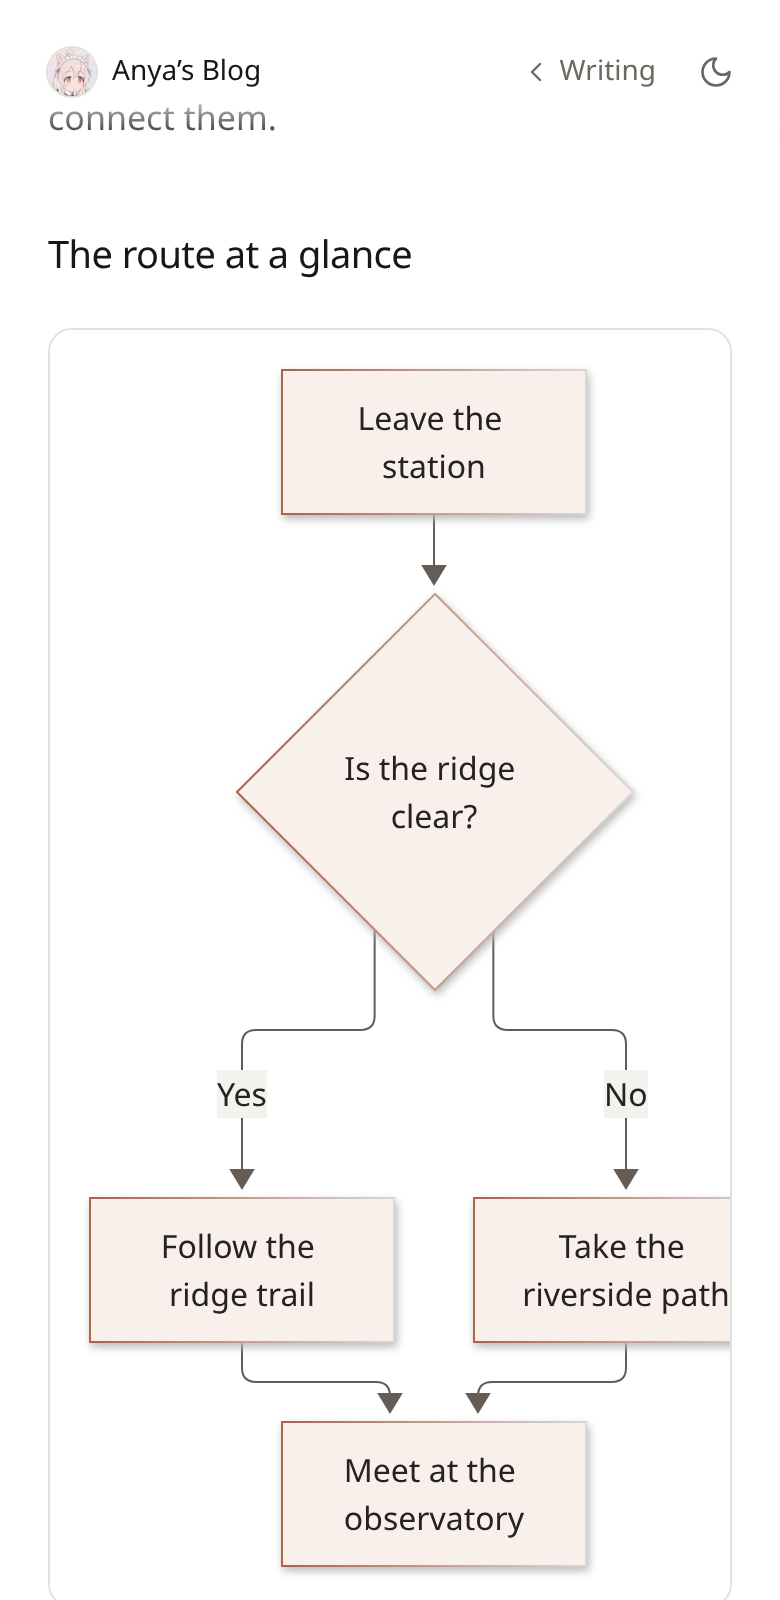 Anya’s Blog
Writing
connect them.
The route at a glance
Leave the
station
Is the ridge
clear?
Yes
No
Follow the
ridge trail
Take the
riverside path
Meet at the
observatory